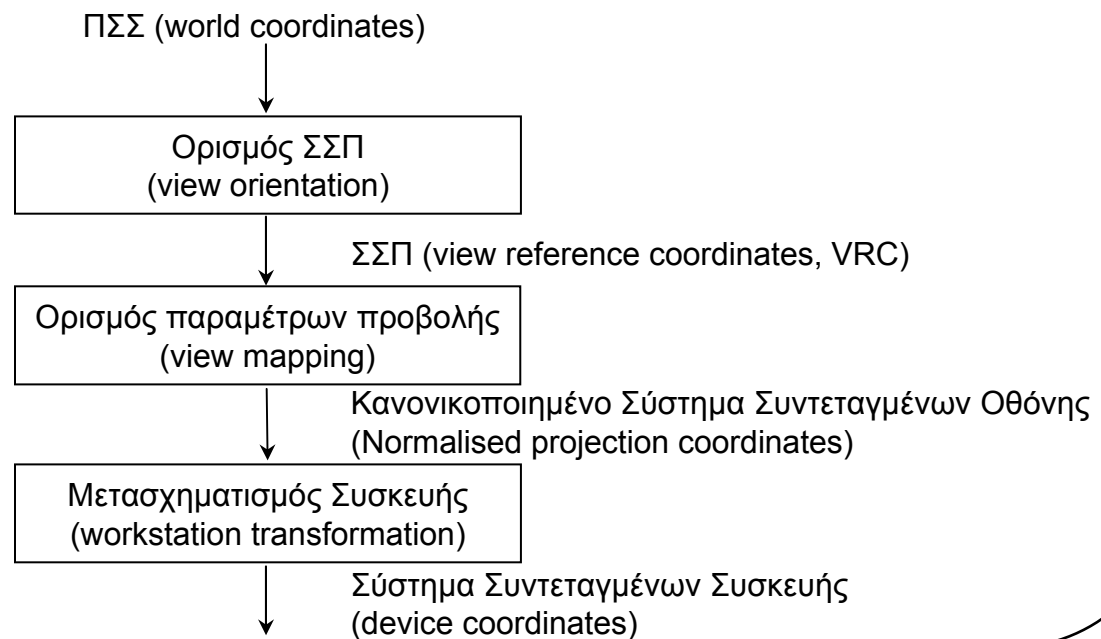 ΠΣΣ (world coordinates)
Ορισμός ΣΣΠ
(view orientation)
ΣΣΠ (view reference coordinates, VRC)
Ορισμός παραμέτρων προβολής
(view mapping)
Κανονικοποιημένο Σύστημα Συντεταγμένων Οθόνης
(Normalised projection coordinates)
Μετασχηματισμός Συσκευής
(workstation transformation)
Σύστημα Συντεταγμένων Συσκευής
(device coordinates)